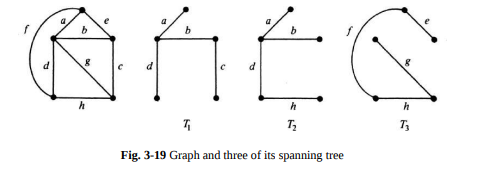 a e a a e
f b b b f
d g c d c d g
h h h
T1 T2 T3
Fig. 3-19 Graph and three of its spanning tree